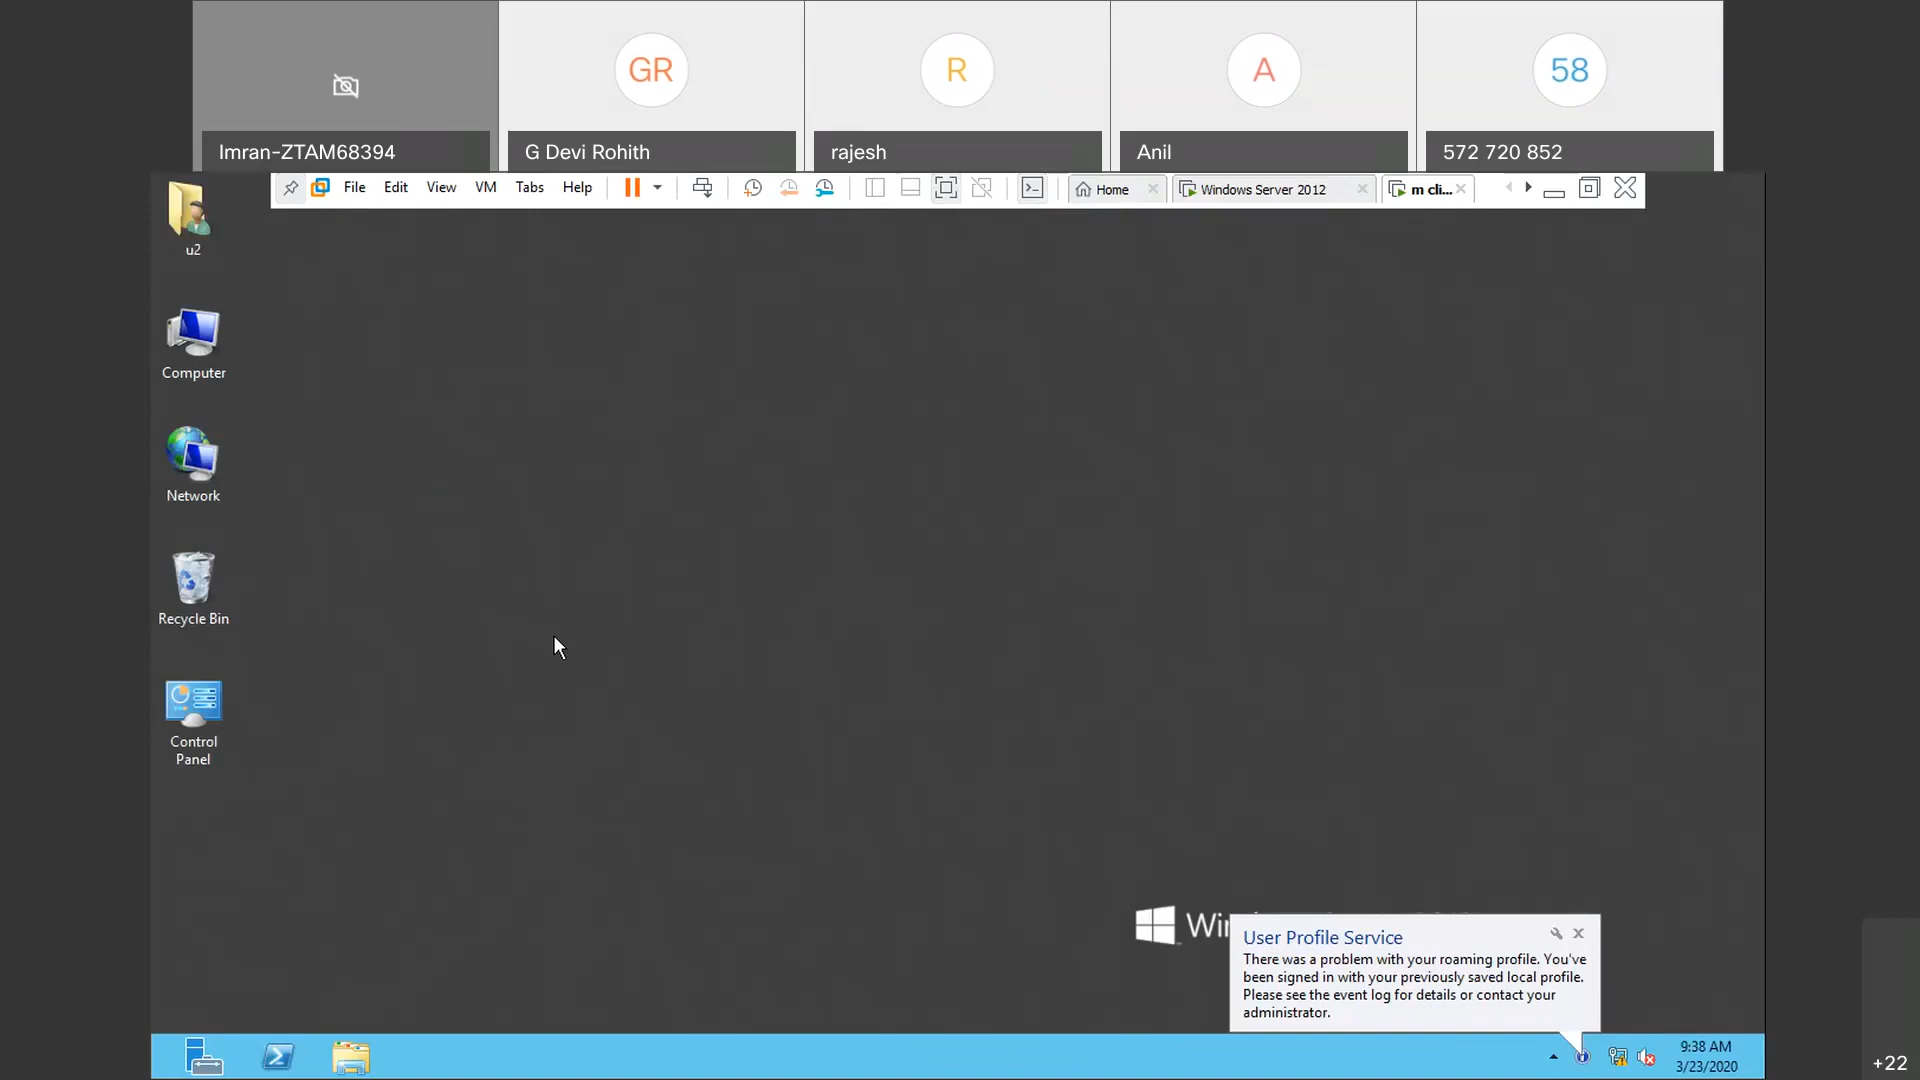 GR
R
A
58
Imran-ZTAM68394
G Devi Rohith
rajesh
Anil
572 720 852
File Edit View VM Tabs Help
Home
Windows Server 2012
m cli...
u2
Computer
Network
Recycle Bin
Control
Panel
User Profile Service
There was a problem with your roaming profile. You've
been signed in with your previously saved local profile.
Please see the event log for details or contact your
administrator.
9:38 AM
3/23/2020
+22